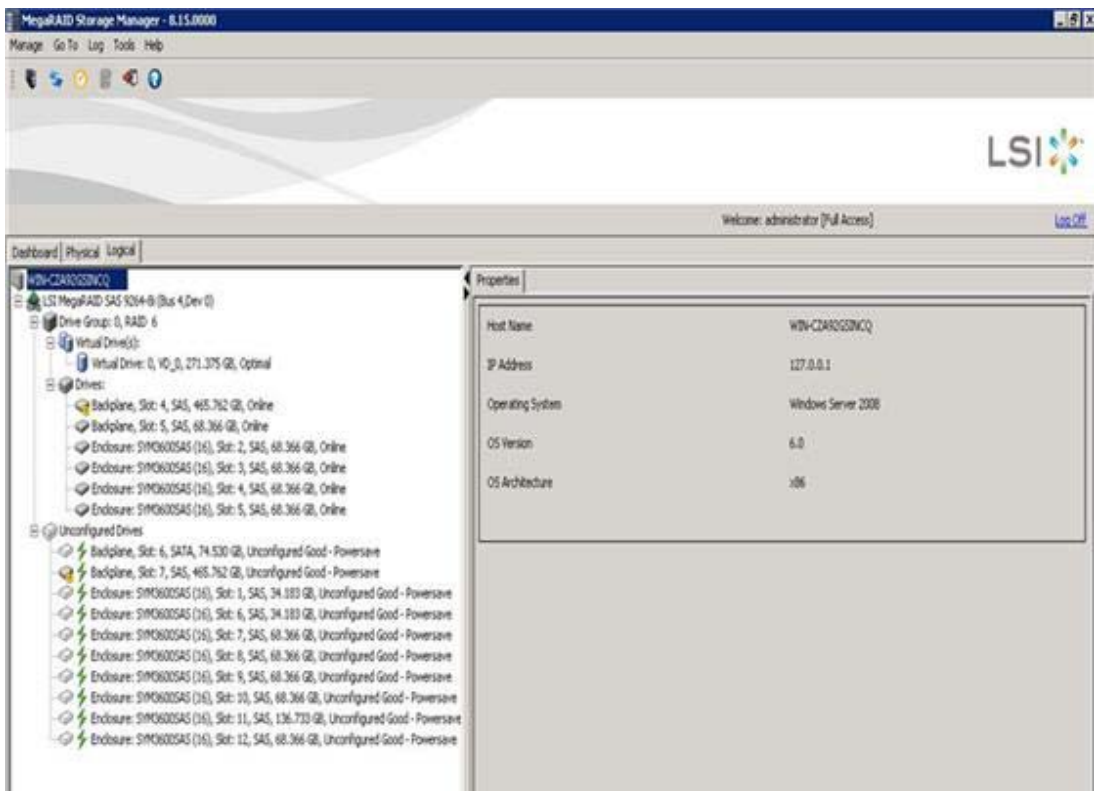 MegaRAID Storage Manager - 8.15.0000
Manage Go To Log Tools Help
LSI
Welcome: administrator [Full Access] Log Off
Dashboard Physical Logical
WIN-CZA92GSINCQ
LSI MegaRAID SAS 9264-8i (Bus 4,Dev 0)
Drive Group: 0, RAID 6
Virtual Drive(s):
Virtual Drive: 0, VD_0, 271.375 GB, Optimal
Drives:
Backplane, Slot: 4, SAS, 465.762 GB, Online
Backplane, Slot: 5, SAS, 68.366 GB, Online
Enclosure: SYM3600SAS (16), Slot: 2, SAS, 68.366 GB, Online
Enclosure: SYM3600SAS (16), Slot: 3, SAS, 68.366 GB, Online
Enclosure: SYM3600SAS (16), Slot: 4, SAS, 68.366 GB, Online
Enclosure: SYM3600SAS (16), Slot: 5, SAS, 68.366 GB, Online
Unconfigured Drives
Backplane, Slot: 6, SATA, 74.530 GB, Unconfigured Good - Powersave
Backplane, Slot: 7, SAS, 465.762 GB, Unconfigured Good - Powersave
Enclosure: SYM3600SAS (16), Slot: 1, SAS, 34.183 GB, Unconfigured Good - Powersave
Enclosure: SYM3600SAS (16), Slot: 6, SAS, 34.183 GB, Unconfigured Good - Powersave
Enclosure: SYM3600SAS (16), Slot: 7, SAS, 68.366 GB, Unconfigured Good - Powersave
Enclosure: SYM3600SAS (16), Slot: 8, SAS, 68.366 GB, Unconfigured Good - Powersave
Enclosure: SYM3600SAS (16), Slot: 9, SAS, 68.366 GB, Unconfigured Good - Powersave
Enclosure: SYM3600SAS (16), Slot: 10, SAS, 68.366 GB, Unconfigured Good - Powersave
Enclosure: SYM3600SAS (16), Slot: 11, SAS, 136.733 GB, Unconfigured Good - Powersave
Enclosure: SYM3600SAS (16), Slot: 12, SAS, 68.366 GB, Unconfigured Good - Powersave
Properties
Host Name WIN-CZA92GSINCQ
IP Address 127.0.0.1
Operating System Windows Server 2008
OS Version 6.0
OS Architecture x86